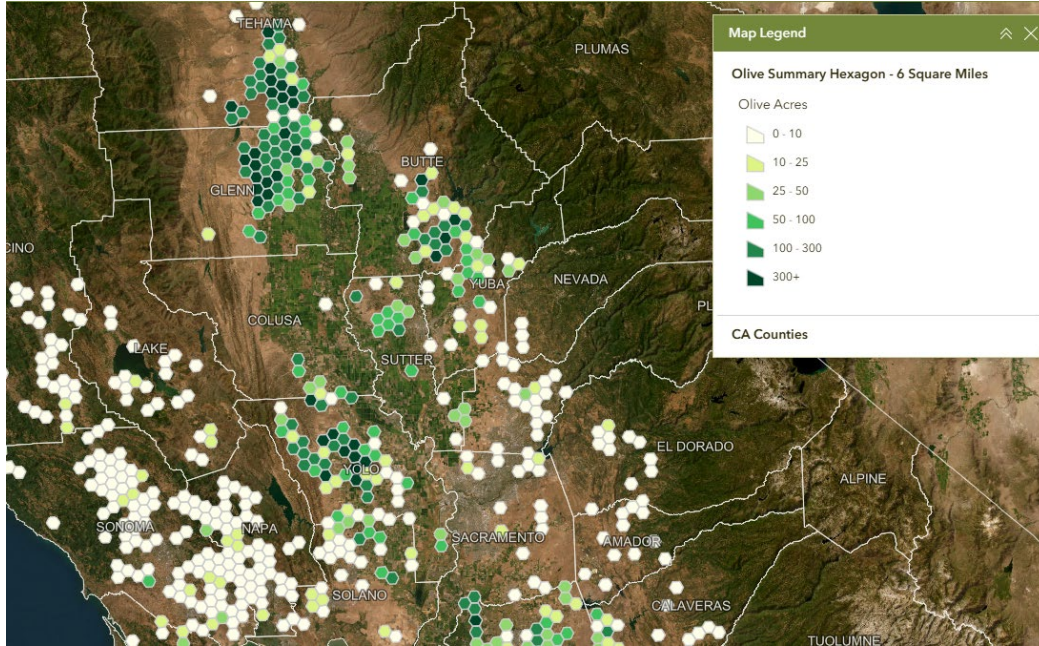 TEHAMA
PLUMAS
BUTTE
GLENN
CINO
NEVADA
YUBA
PL
COLUSA
LAKE
SUTTER
EL DORADO
YOLO
ALPINE
SONOMA
NAPA
SACRAMENTO
AMADOR
SOLANO
CALAVERAS
TUOLUMNE
Map Legend
Olive Summary Hexagon - 6 Square Miles
Olive Acres
0 - 10
10 - 25
25 - 50
50 - 100
100 - 300
300+
CA Counties